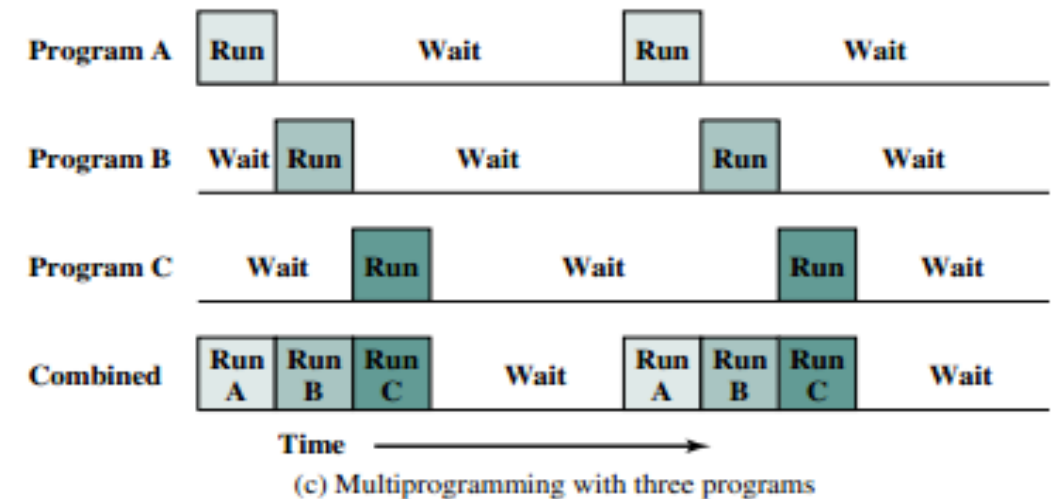 Program A Run Wait Run Wait
Program B Wait Run Wait Run Wait
Program C Wait Run Wait Run Wait
Combined Run A Run B Run C Wait Run A Run B Run C Wait
Time
(c) Multiprogramming with three programs